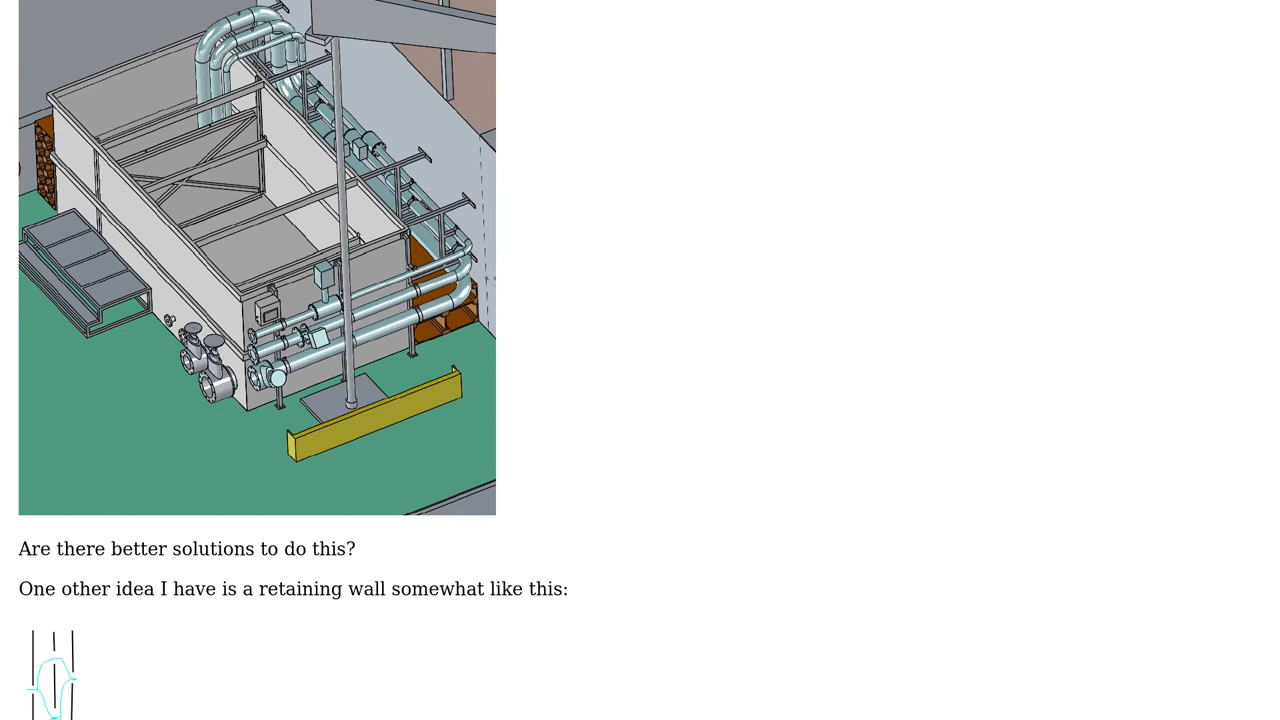 Are there better solutions to do this?
One other idea I have is a retaining wall somewhat like this: